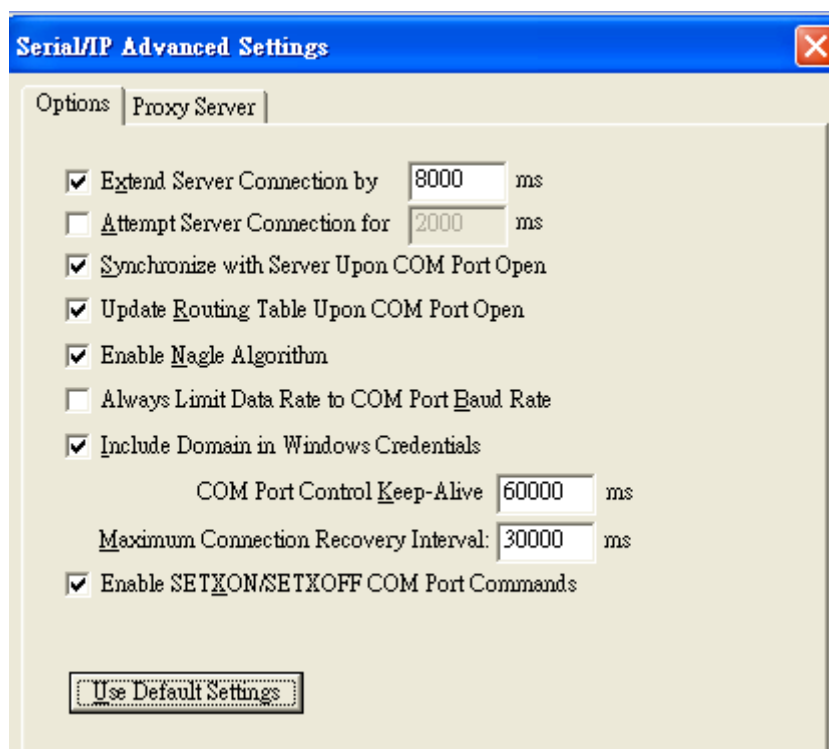 Serial/IP Advanced Settings
Options Proxy Server
Extend Server Connection by 8000 ms
Attempt Server Connection for 2000 ms
Synchronize with Server Upon COM Port Open
Update Routing Table Upon COM Port Open
Enable Nagle Algorithm
Always Limit Data Rate to COM Port Baud Rate
Include Domain in Windows Credentials
COM Port Control Keep-Alive 60000 ms
Maximum Connection Recovery Interval: 30000 ms
Enable SETXON/SETXOFF COM Port Commands
Use Default Settings